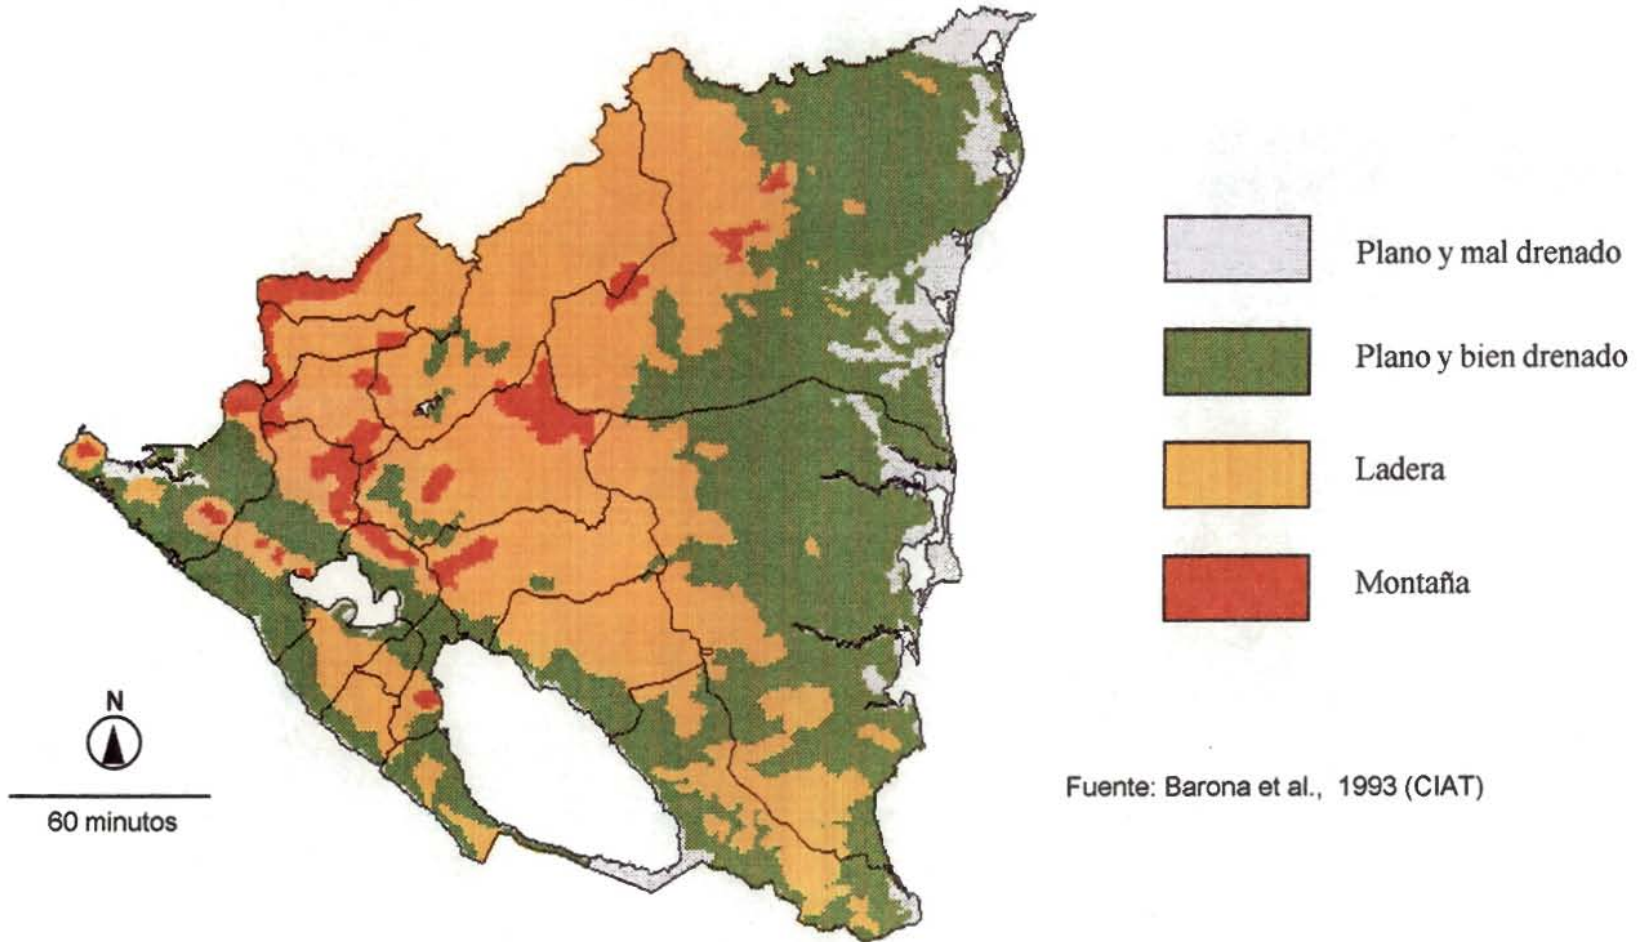 Plano y mal drenado
Plano y bien drenado
Ladera
Montaña
N
60 minutos
Fuente: Barona et al., 1993 (CIAT)